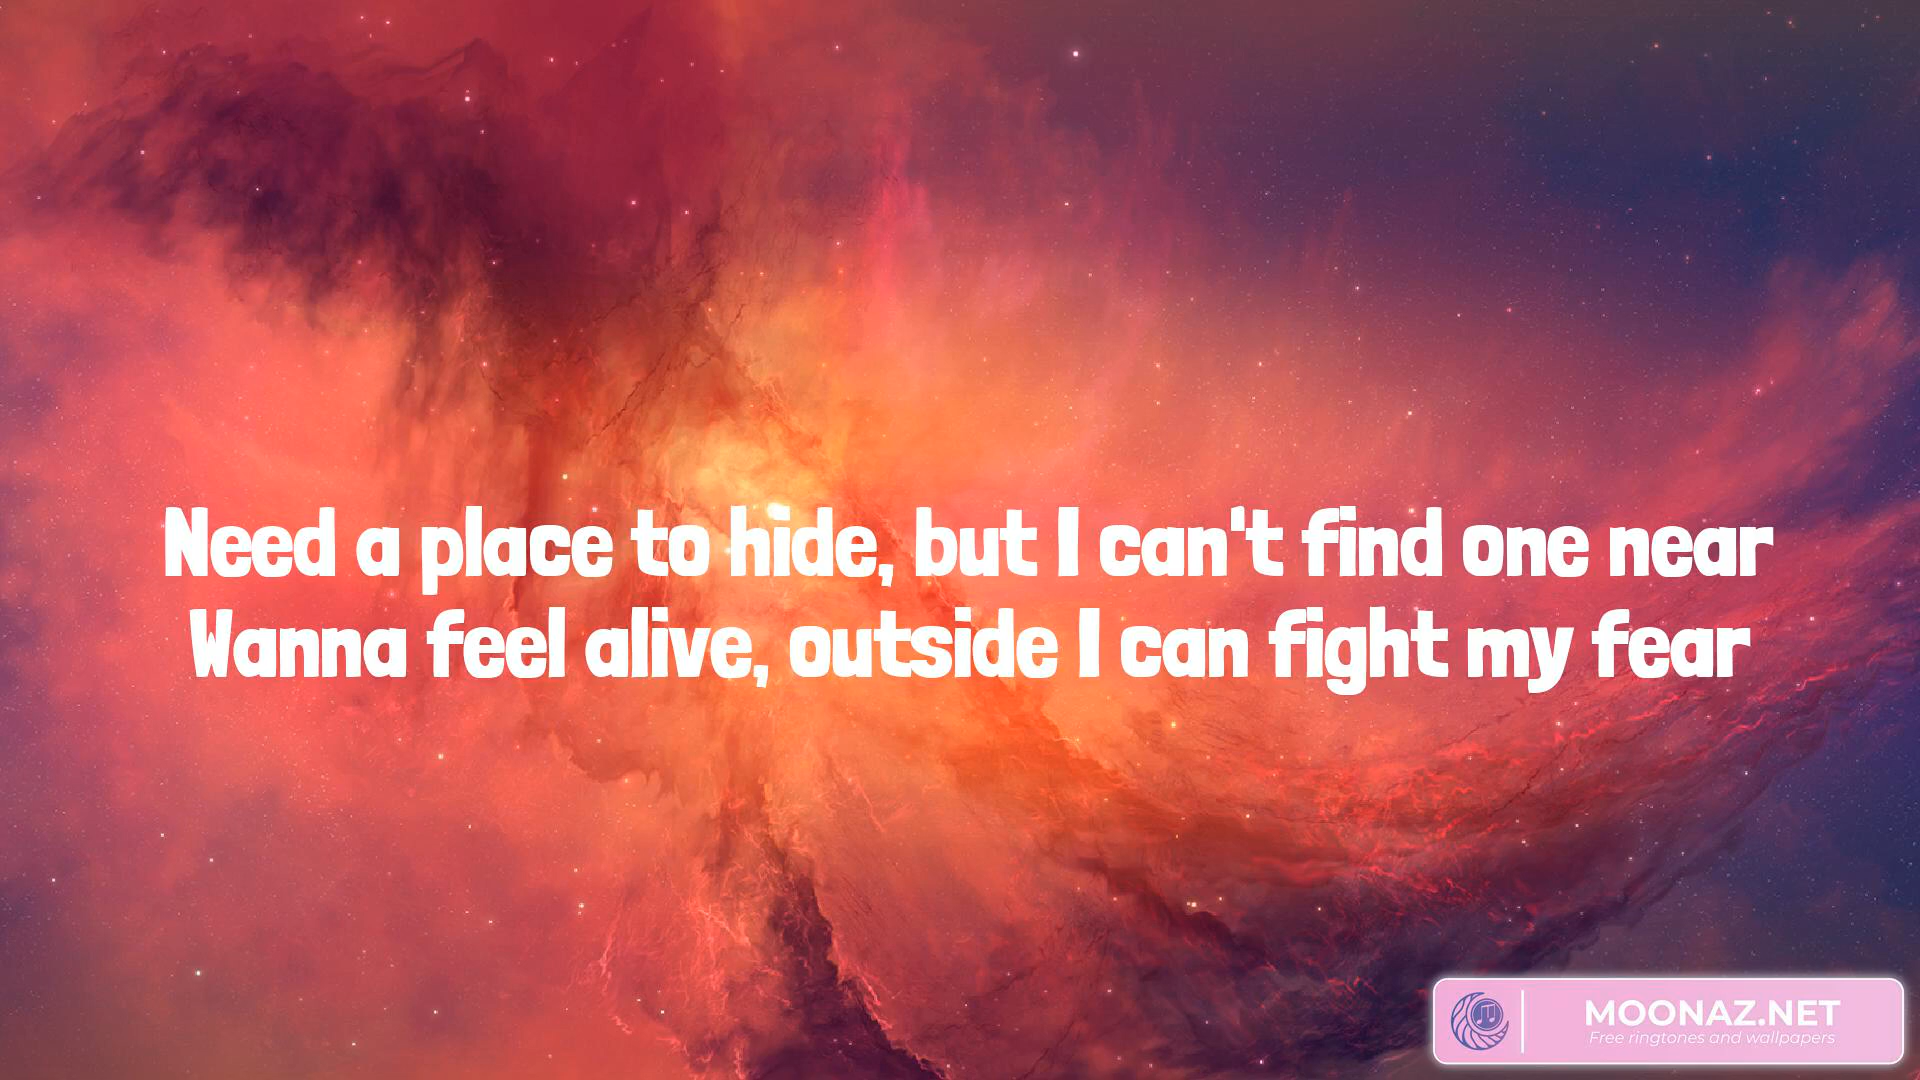 Need a place to hide, but I can't find one near
Wanna feel alive, outside I can fight my fear
MOONAZ.NET
Free ringtones and wallpapers